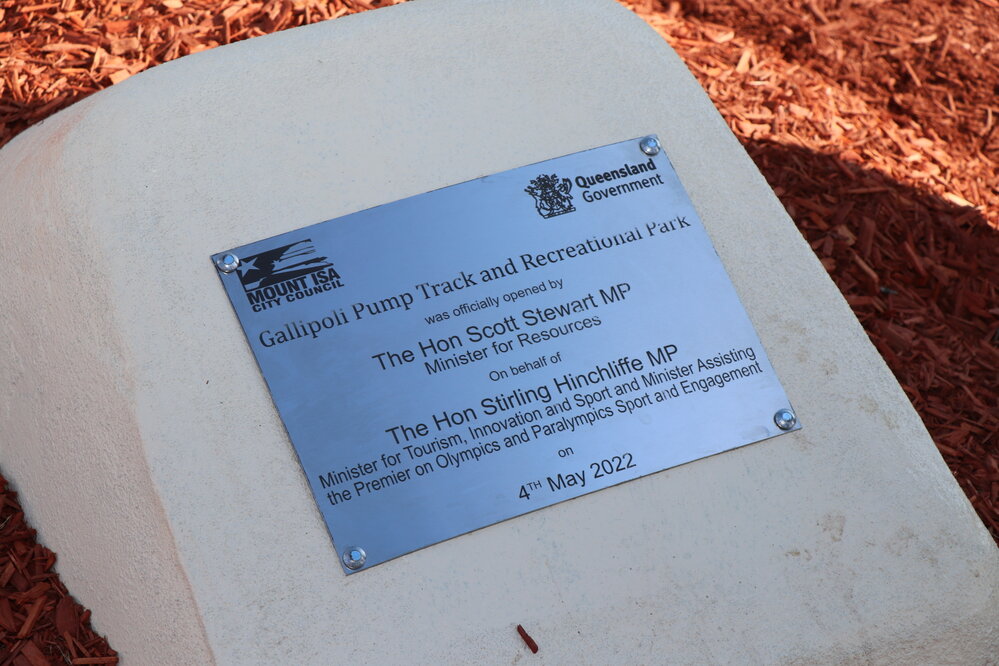 Queensland
Government
MOUNT ISA
CITY COUNCIL
Gallipoli Pump Track and Recreational Park
was officially opened by
The Hon Scott Stewart MP
Minister for Resources
On behalf of
The Hon Stirling Hinchliffe MP
Minister for Tourism, Innovation and Sport and Minister Assisting
the Premier on Olympics and Paralympics Sport and Engagement
on
4TH May 2022